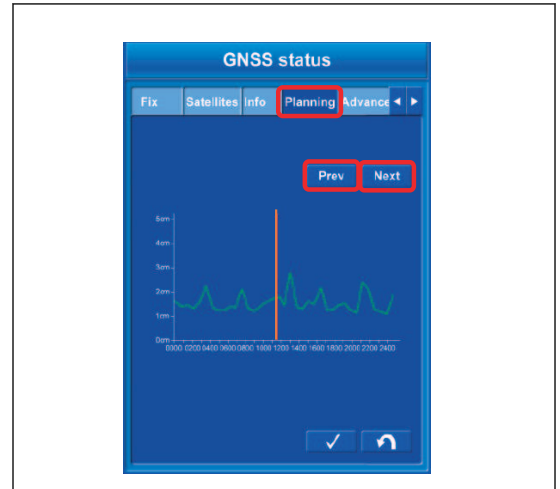 GNSS status
Fix Satellites Info Planning Advance
Prev Next
5cm
4cm
3cm
2cm
1cm
0cm
0000 0200 0400 0600 0800 1000 1200 1400 1600 1800 2000 2200 2400